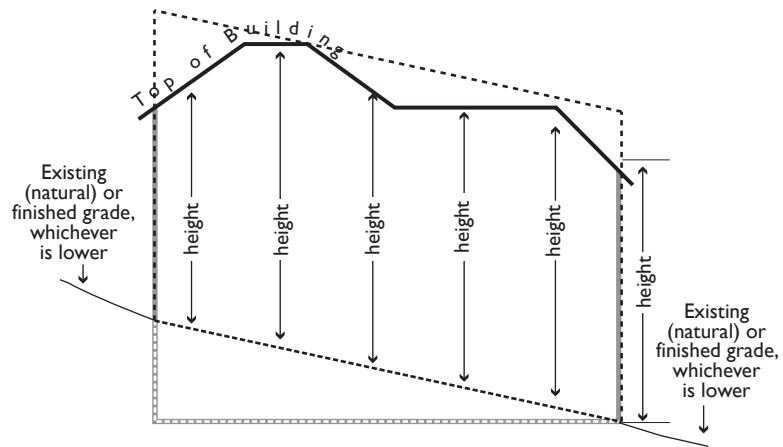 Top of Building
Existing
(natural) or
finished grade,
whichever
is lower
height
height
height
height
height
height
Existing
(natural) or
finished grade,
whichever
is lower